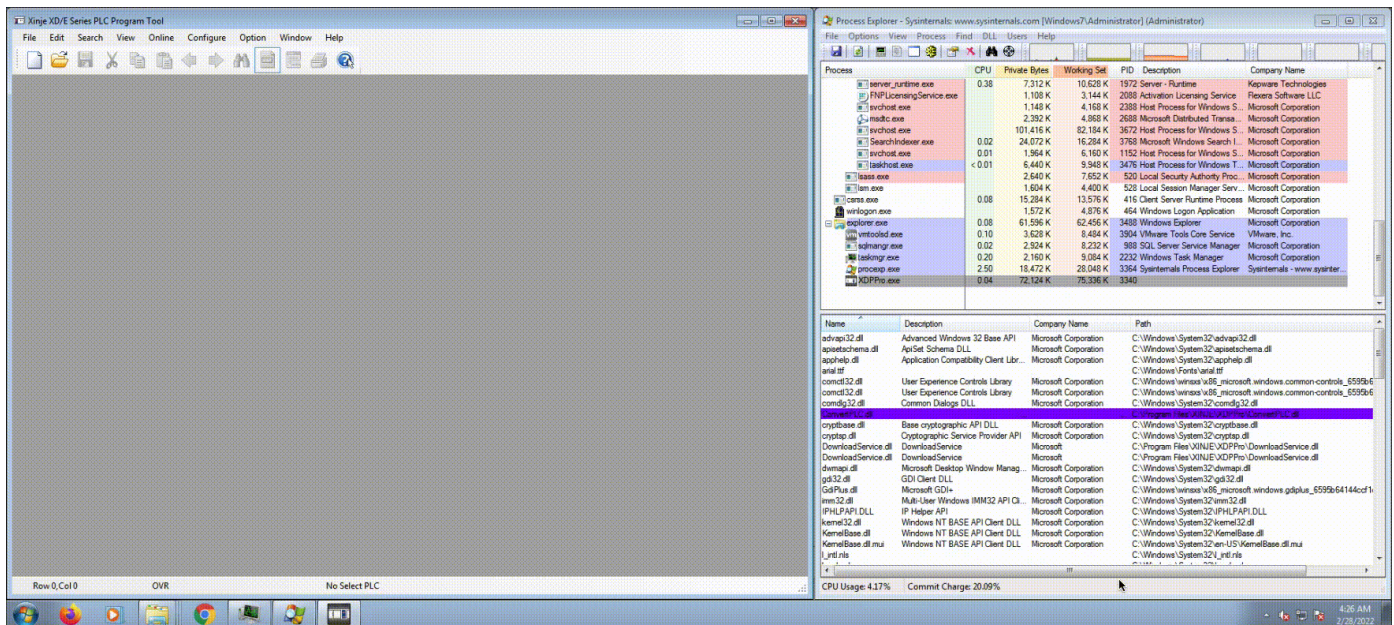 Xinje XD/E Series PLC Program Tool
File Edit Search View Online Configure Option Window Help
Row 0,Col 0 OVR No Select PLC
Process Explorer - Sysinternals: www.sysinternals.com [Windows7\Administrator] (Administrator)
File Options View Process Find DLL Users Help
Process CPU Private Bytes Working Set PID Description Company Name
server_runtime.exe 0.38 7,312 K 10,628 K 1972 Server - Runtime Kepware Technologies
FNPLicensingService.exe 1,108 K 3,144 K 2088 Activation Licensing Service Flexera Software LLC
svchost.exe 1,148 K 4,168 K 2388 Host Process for Windows S... Microsoft Corporation
msdtc.exe 2,392 K 4,868 K 2688 Microsoft Distributed Transa... Microsoft Corporation
svchost.exe 101,416 K 82,184 K 3672 Host Process for Windows S... Microsoft Corporation
SearchIndexer.exe 0.02 24,072 K 16,284 K 3768 Microsoft Windows Search I... Microsoft Corporation
svchost.exe 0.01 1,964 K 6,160 K 1152 Host Process for Windows S... Microsoft Corporation
taskhost.exe < 0.01 6,440 K 9,948 K 3476 Host Process for Windows T... Microsoft Corporation
lsass.exe 2,640 K 7,652 K 520 Local Security Authority Proc... Microsoft Corporation
lsm.exe 1,604 K 4,400 K 528 Local Session Manager Serv... Microsoft Corporation
csrss.exe 0.08 15,284 K 13,576 K 416 Client Server Runtime Process Microsoft Corporation
winlogon.exe 1,572 K 4,876 K 464 Windows Logon Application Microsoft Corporation
explorer.exe 0.08 61,596 K 62,456 K 3488 Windows Explorer Microsoft Corporation
vmtoolsd.exe 0.10 3,628 K 8,484 K 3904 VMware Tools Core Service VMware, Inc.
sqlmangr.exe 0.02 2,924 K 8,232 K 988 SQL Server Service Manager Microsoft Corporation
taskmgr.exe 0.20 2,160 K 9,084 K 2232 Windows Task Manager Microsoft Corporation
procexp.exe 2.50 18,472 K 28,048 K 3364 Sysinternals Process Explorer Sysinternals - www.sysinter...
XDPPro.exe 0.04 72,124 K 75,336 K 3340
Name Description Company Name Path
advapi32.dll Advanced Windows 32 Base API Microsoft Corporation C:\Windows\System32\advapi32.dll
apisetschema.dll ApiSet Schema DLL Microsoft Corporation C:\Windows\System32\apisetschema.dll
apphelp.dll Application Compatibility Client Libr... Microsoft Corporation C:\Windows\System32\apphelp.dll
arial.ttf C:\Windows\Fonts\arial.ttf
comctl32.dll User Experience Controls Library Microsoft Corporation C:\Windows\winsxs\x86_microsoft.windows.common-controls_6595b6
comctl32.dll User Experience Controls Library Microsoft Corporation C:\Windows\winsxs\x86_microsoft.windows.common-controls_6595b6
comdlg32.dll Common Dialogs DLL Microsoft Corporation C:\Windows\System32\comdlg32.dll
ConvertPLC.dll C:\Program Files\XINJE\XDPPro\ConvertPLC.dll
cryptbase.dll Base cryptographic API DLL Microsoft Corporation C:\Windows\System32\cryptbase.dll
cryptsp.dll Cryptographic Service Provider API Microsoft Corporation C:\Windows\System32\cryptsp.dll
DownloadService.dll DownloadService Microsoft C:\Program Files\XINJE\XDPPro\DownloadService.dll
DownloadService.dll DownloadService Microsoft C:\Program Files\XINJE\XDPPro\DownloadService.dll
dwmapi.dll Microsoft Desktop Window Manag... Microsoft Corporation C:\Windows\System32\dwmapi.dll
gdi32.dll GDI Client DLL Microsoft Corporation C:\Windows\System32\gdi32.dll
GdiPlus.dll Microsoft GDI+ Microsoft Corporation C:\Windows\winsxs\x86_microsoft.windows.gdiplus_6595b64144ccf1
imm32.dll Multi-User Windows IMM32 API Cli... Microsoft Corporation C:\Windows\System32\imm32.dll
IPHLPAPI.DLL IP Helper API Microsoft Corporation C:\Windows\System32\IPHLPAPI.DLL
kernel32.dll Windows NT BASE API Client DLL Microsoft Corporation C:\Windows\System32\kernel32.dll
KernelBase.dll Windows NT BASE API Client DLL Microsoft Corporation C:\Windows\System32\KernelBase.dll
KernelBase.dll.mui Windows NT BASE API Client DLL Microsoft Corporation C:\Windows\System32\en-US\KernelBase.dll.mui
l_intl.nls C:\Windows\System32\l_intl.nls
CPU Usage: 4.17% Commit Charge: 20.09%
4:26 AM
2/28/2022